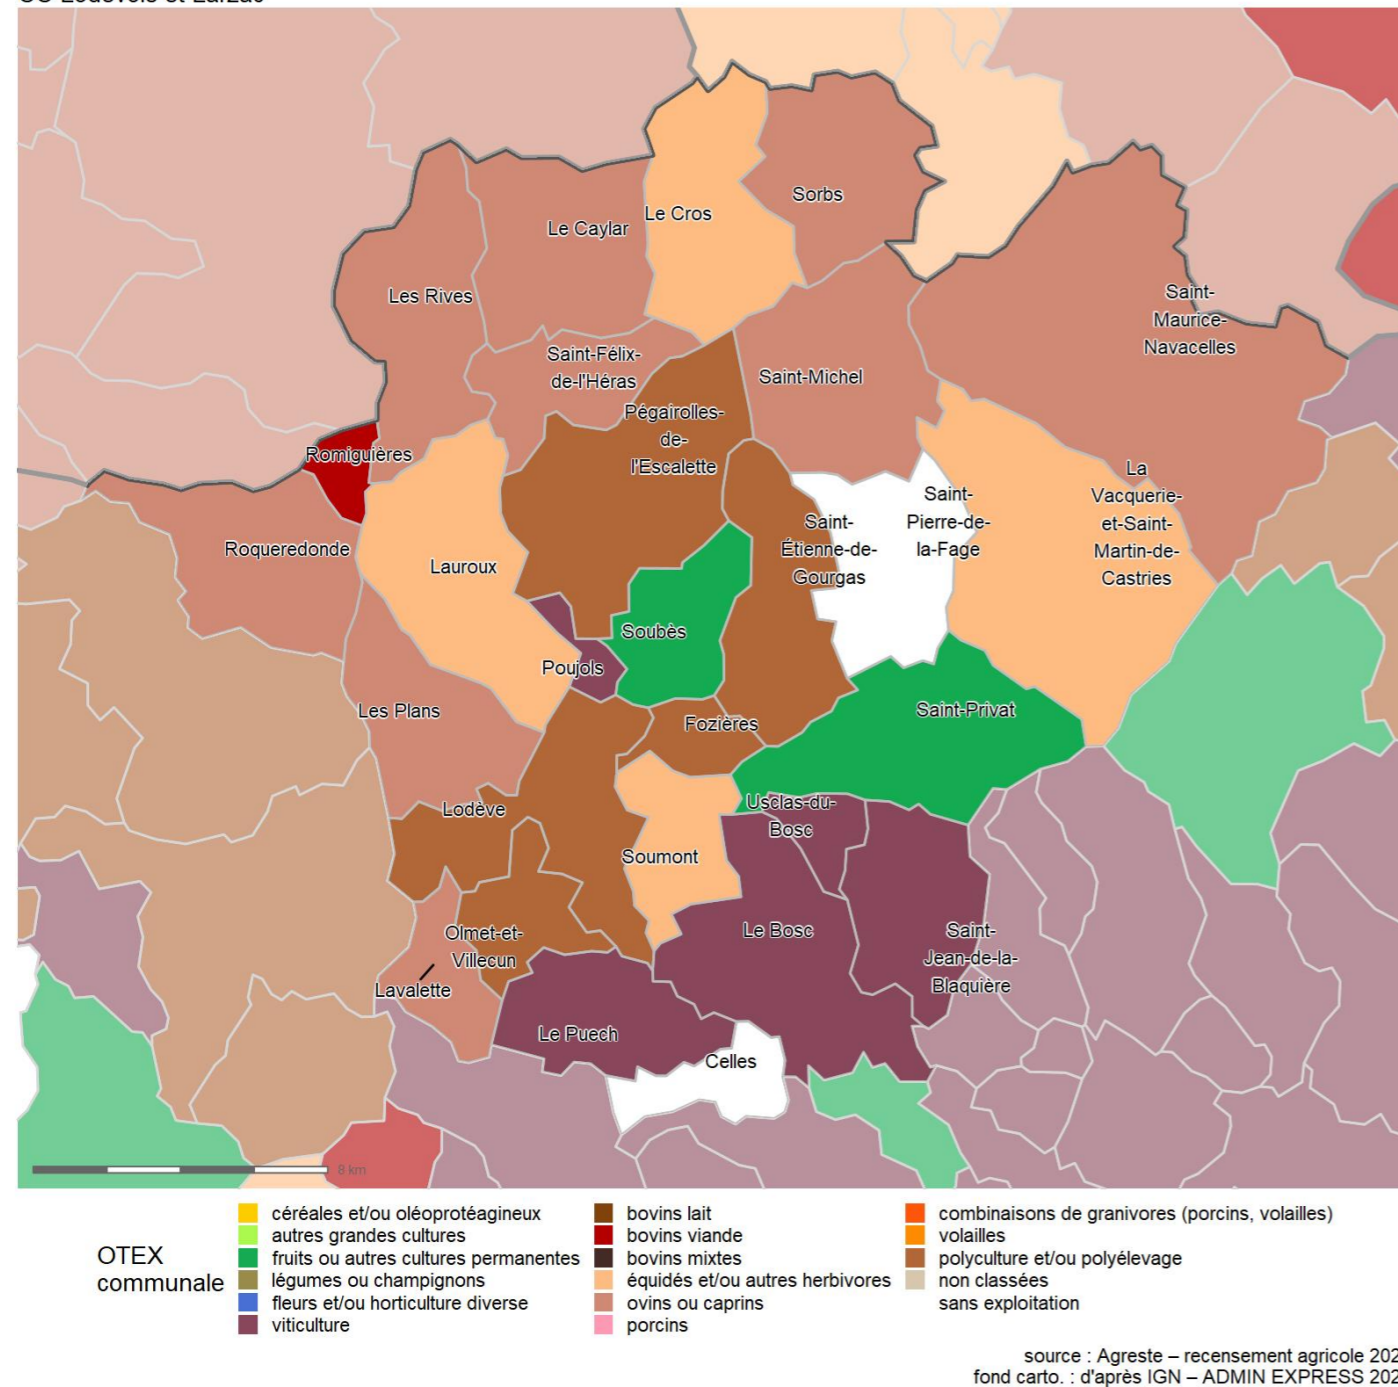 CC Lodévois et Larzac
Sorbs
Le Cros
Le Caylar
Les Rives
Saint-
Maurice-
Navacelles
Saint-Félix-
de-l'Héras
Saint-Michel
Pégairolles-
de-
l'Escalette
Romiguières
La
Vacquerie-
et-Saint-
Martin-de-
Castries
Saint-
Pierre-de-
la-Fage
Saint-
Étienne-de-
Gourgas
Roqueredonde
Lauroux
Soubès
Poujols
Les Plans
Saint-Privat
Fozières
Lodève
Usclas-du-
Bosc
Soumont
Olmet-et-
Villecun
Le Bosc
Saint-
Jean-de-la-
Blaquière
Lavalette
Le Puech
Celles
8 km
OTEX
communale
céréales et/ou oléoprotéagineux
autres grandes cultures
fruits ou autres cultures permanentes
légumes ou champignons
fleurs et/ou horticulture diverse
viticulture
bovins lait
bovins viande
bovins mixtes
équidés et/ou autres herbivores
ovins ou caprins
porcins
combinaisons de granivores (porcins, volailles)
volailles
polyculture et/ou polyélevage
non classées
sans exploitation
source : Agreste – recensement agricole 202
fond carto. : d'après IGN – ADMIN EXPRESS 202